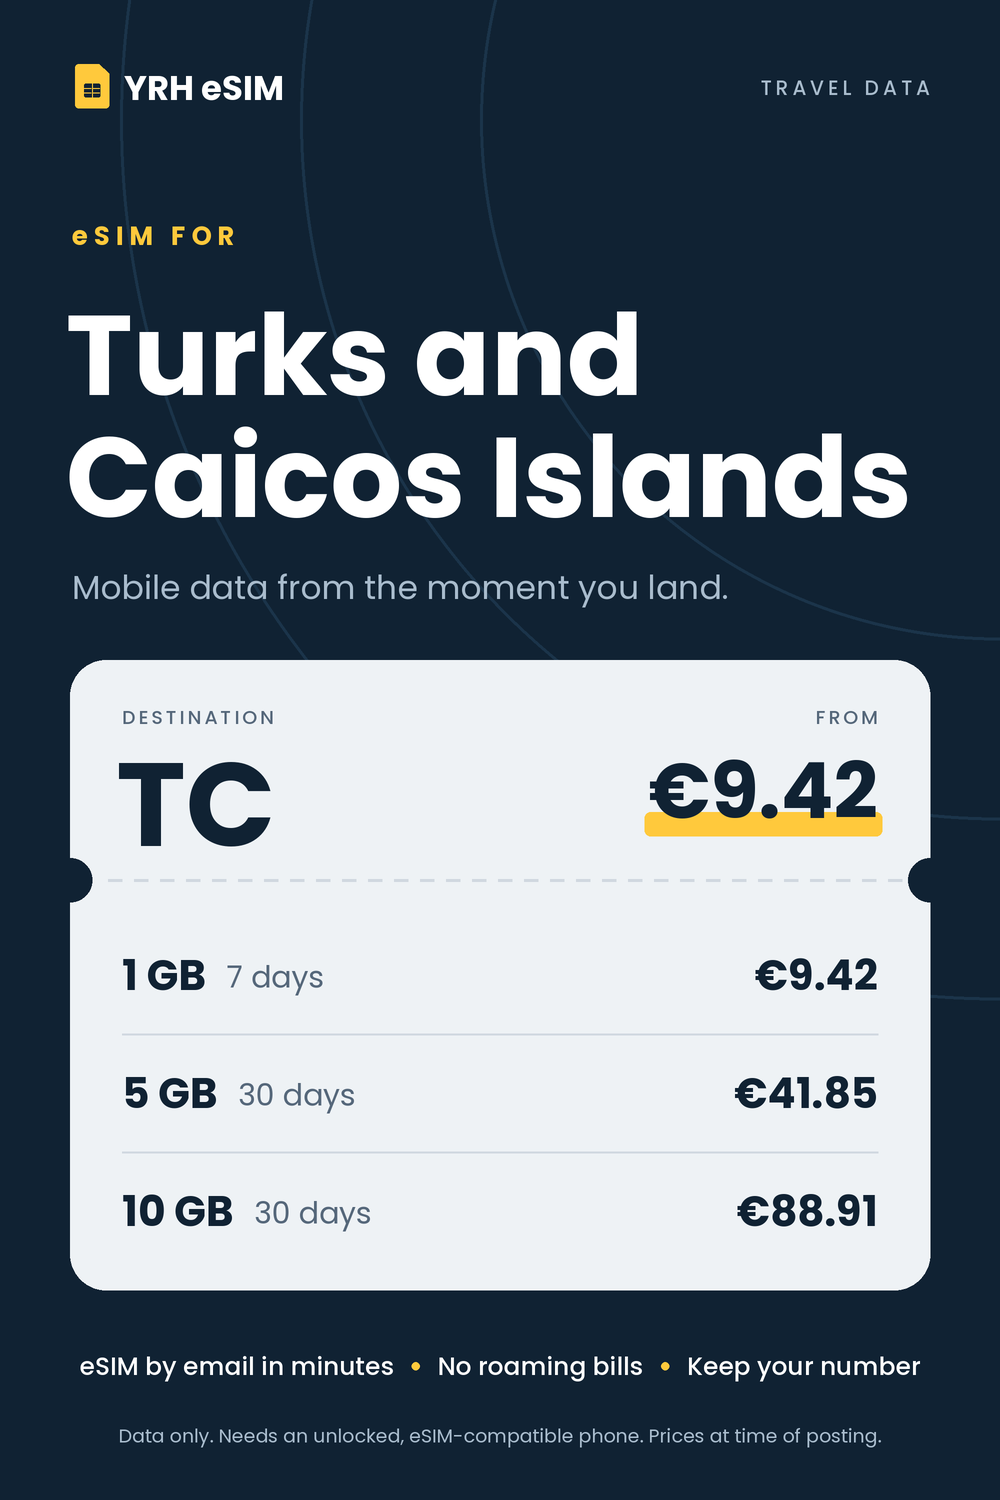 YRH eSIM
TRAVEL DATA
eSIM FOR
Turks and
Caicos Islands
Mobile data from the moment you land.
DESTINATION
FROM
TC
€9.42
1 GB 7 days €9.42
5 GB 30 days €41.85
10 GB 30 days €88.91
eSIM by email in minutes • No roaming bills • Keep your number
Data only. Needs an unlocked, eSIM-compatible phone. Prices at time of posting.